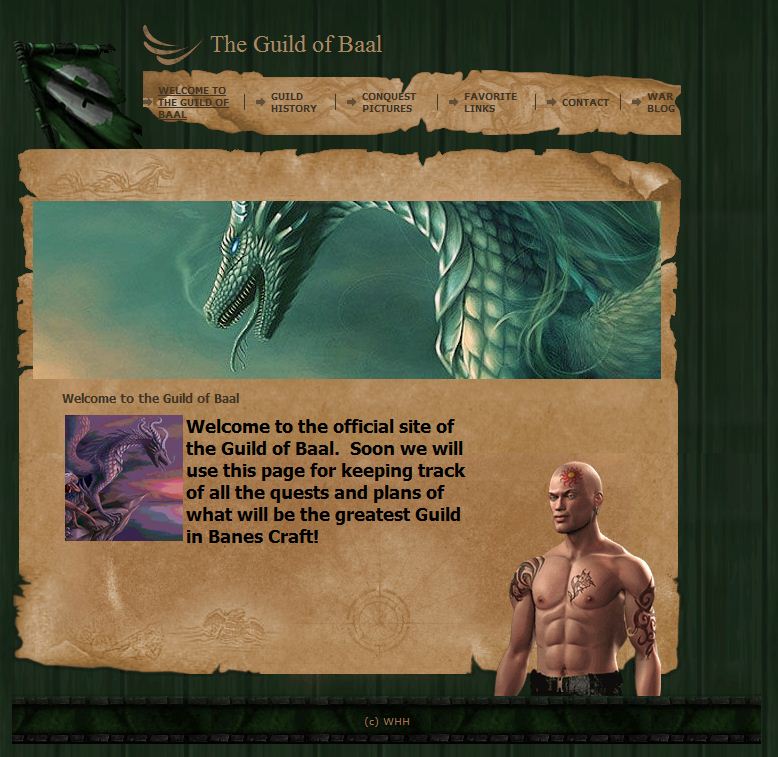 The Guild of Baal
WELCOME TO
THE GUILD OF
BAAL
GUILD
HISTORY
CONQUEST
PICTURES
FAVORITE
LINKS
CONTACT
WAR
BLOG
Welcome to the Guild of Baal
Welcome to the official site of
the Guild of Baal.  Soon we will
use this page for keeping track
of all the quests and plans of
what will be the greatest Guild
in Banes Craft!
(c) WHH